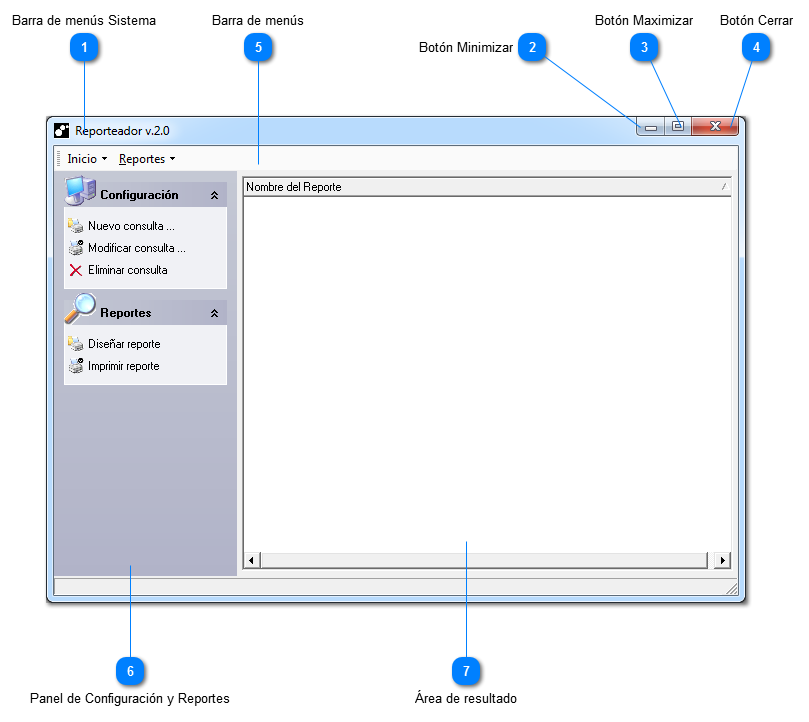 Barra de menús Sistema
Barra de menús
Botón Maximizar
Botón Cerrar
1
5
Botón Minimizar
2
3
4
Reporteador v.2.0
Inicio
Reportes
Configuración
Nuevo consulta ...
Modificar consulta ...
Eliminar consulta
Reportes
Diseñar reporte
Imprimir reporte
Nombre del Reporte
6
7
Panel de Configuración y Reportes
Área de resultado